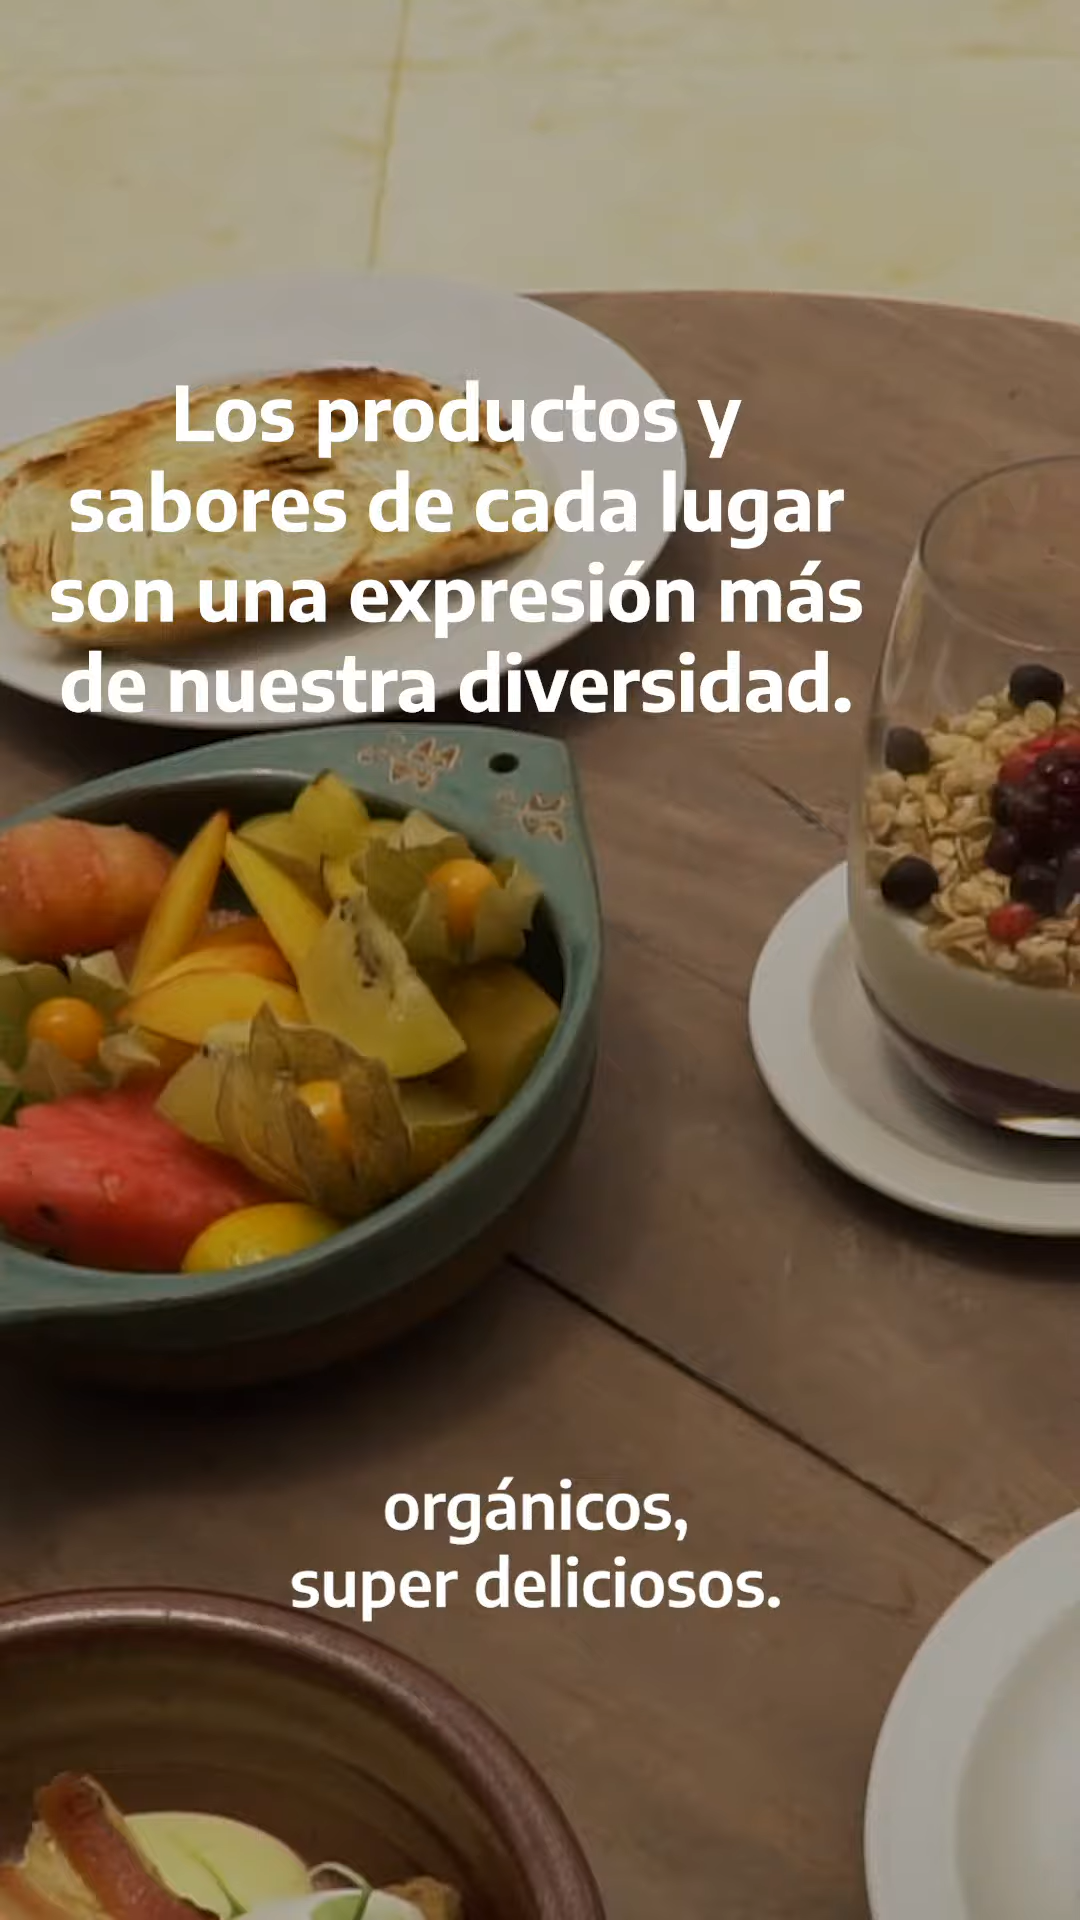 Los productos y
sabores de cada lugar
son una expresión más
de nuestra diversidad.
orgánicos,
super deliciosos.